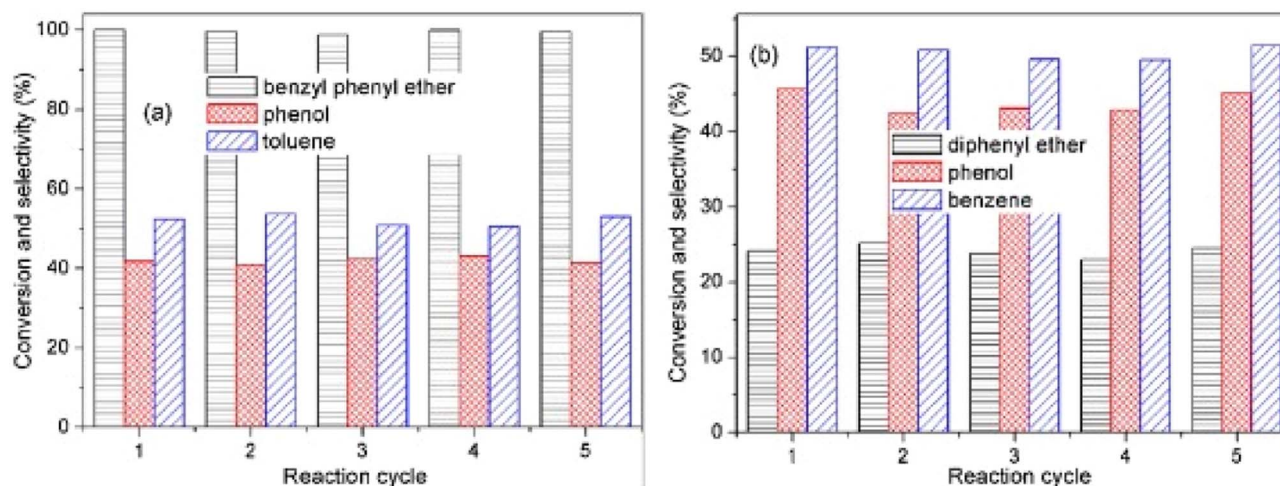 100
80
60
40
20
0
Conversion and selectivity (%)
(a)
benzyl phenyl ether
phenol
toluene
1 2 3 4 5
Reaction cycle
50
40
30
20
10
0
Conversion and selectivity (%)
(b)
diphenyl ether
phenol
benzene
1 2 3 4 5
Reaction cycle